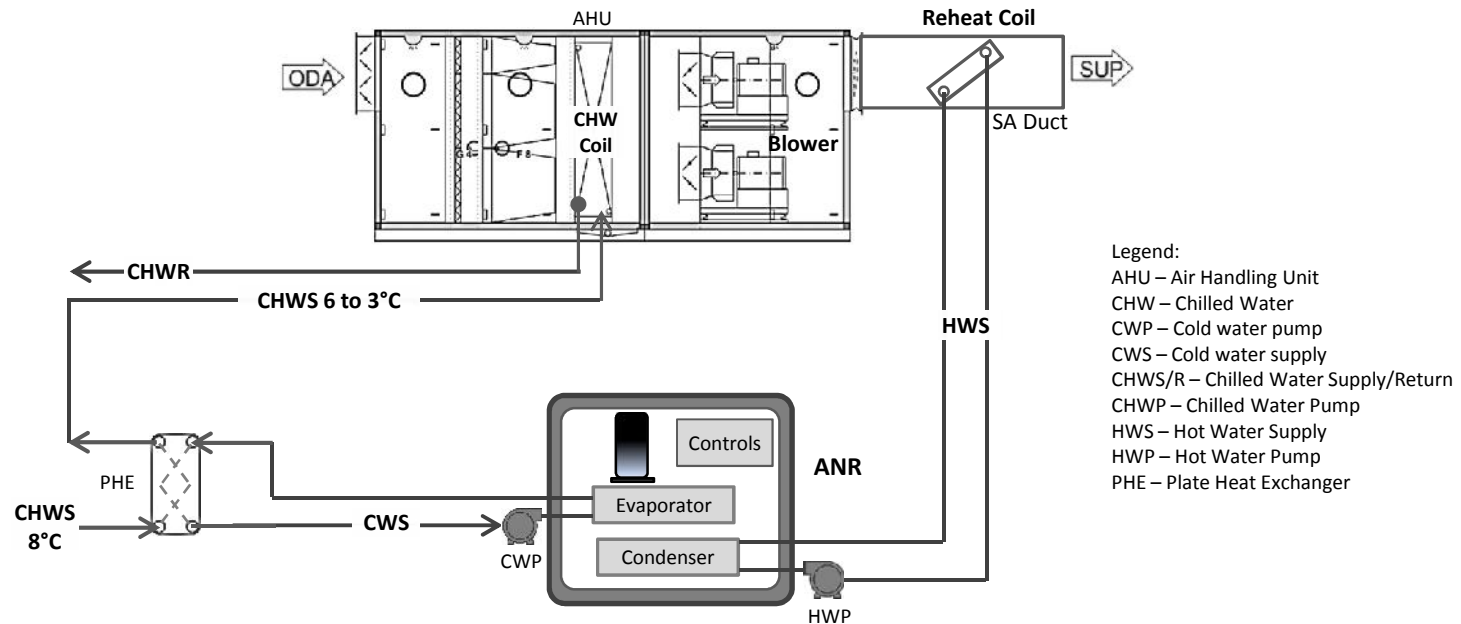 AHU
Reheat Coil
ODA
SUP
CHW
Coil
Blower
SA Duct
G4
F8
CHWR
CHWS 6 to 3°C
HWS
Legend:
AHU – Air Handling Unit
CHW – Chilled Water
CWP – Cold water pump
CWS – Cold water supply
CHWS/R – Chilled Water Supply/Return
CHWP – Chilled Water Pump
HWS - Hot Water Supply
HWP – Hot Water Pump
PHE – Plate Heat Exchanger
Controls
ANR
PHE
Evaporator
CHWS
8°C
CWS
CWP
Condenser
HWP